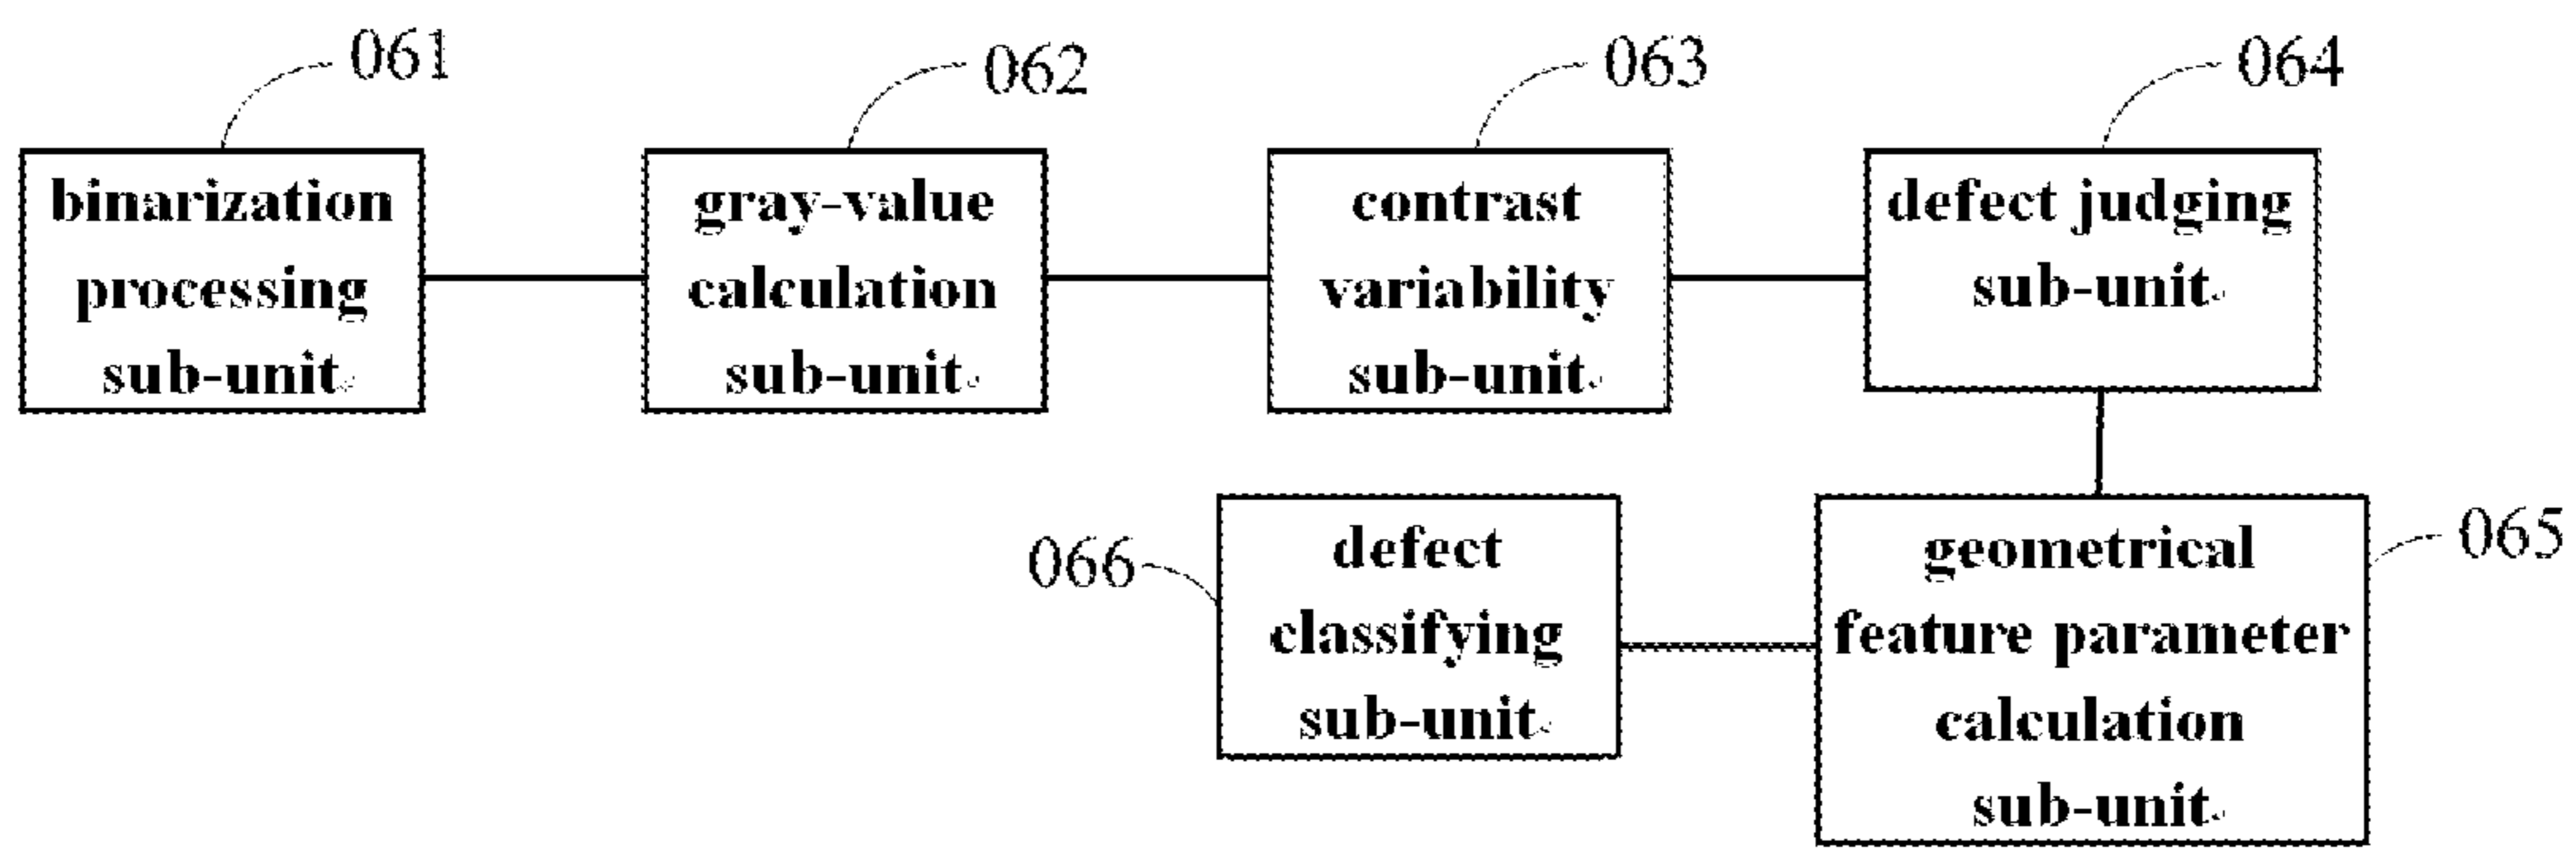 061
062
063
064
binarization
processing
sub-unit
gray-value
calculation
sub-unit
contrast
variability
sub-unit
defect judging
sub-unit
066
defect
classifying
sub-unit
geometrical
feature parameter
calculation
sub-unit
065